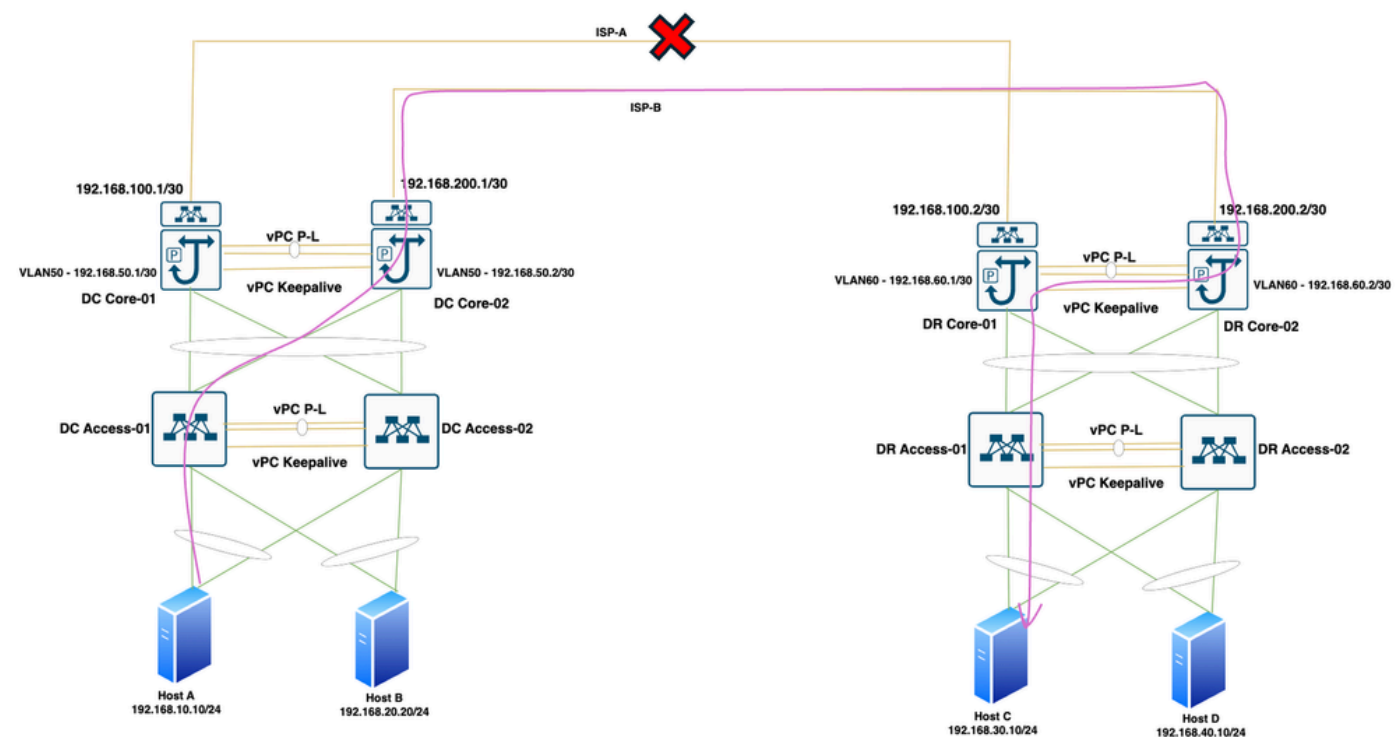 ISP-A
ISP-B
192.168.100.1/30
192.168.200.1/30
192.168.100.2/30
192.168.200.2/30
vPC P-L
P
P
VLAN50 - 192.168.50.1/30
VLAN50 - 192.168.50.2/30
vPC Keepalive
DC Core-01
DC Core-02
vPC P-L
P
P
VLAN60 - 192.168.60.1/30
VLAN60 - 192.168.60.2/30
vPC Keepalive
DR Core-01
DR Core-02
vPC P-L
DC Access-01
DC Access-02
vPC Keepalive
vPC P-L
DR Access-01
DR Access-02
vPC Keepalive
Host A
192.168.10.10/24
Host B
192.168.20.20/24
Host C
192.168.30.10/24
Host D
192.168.40.10/24